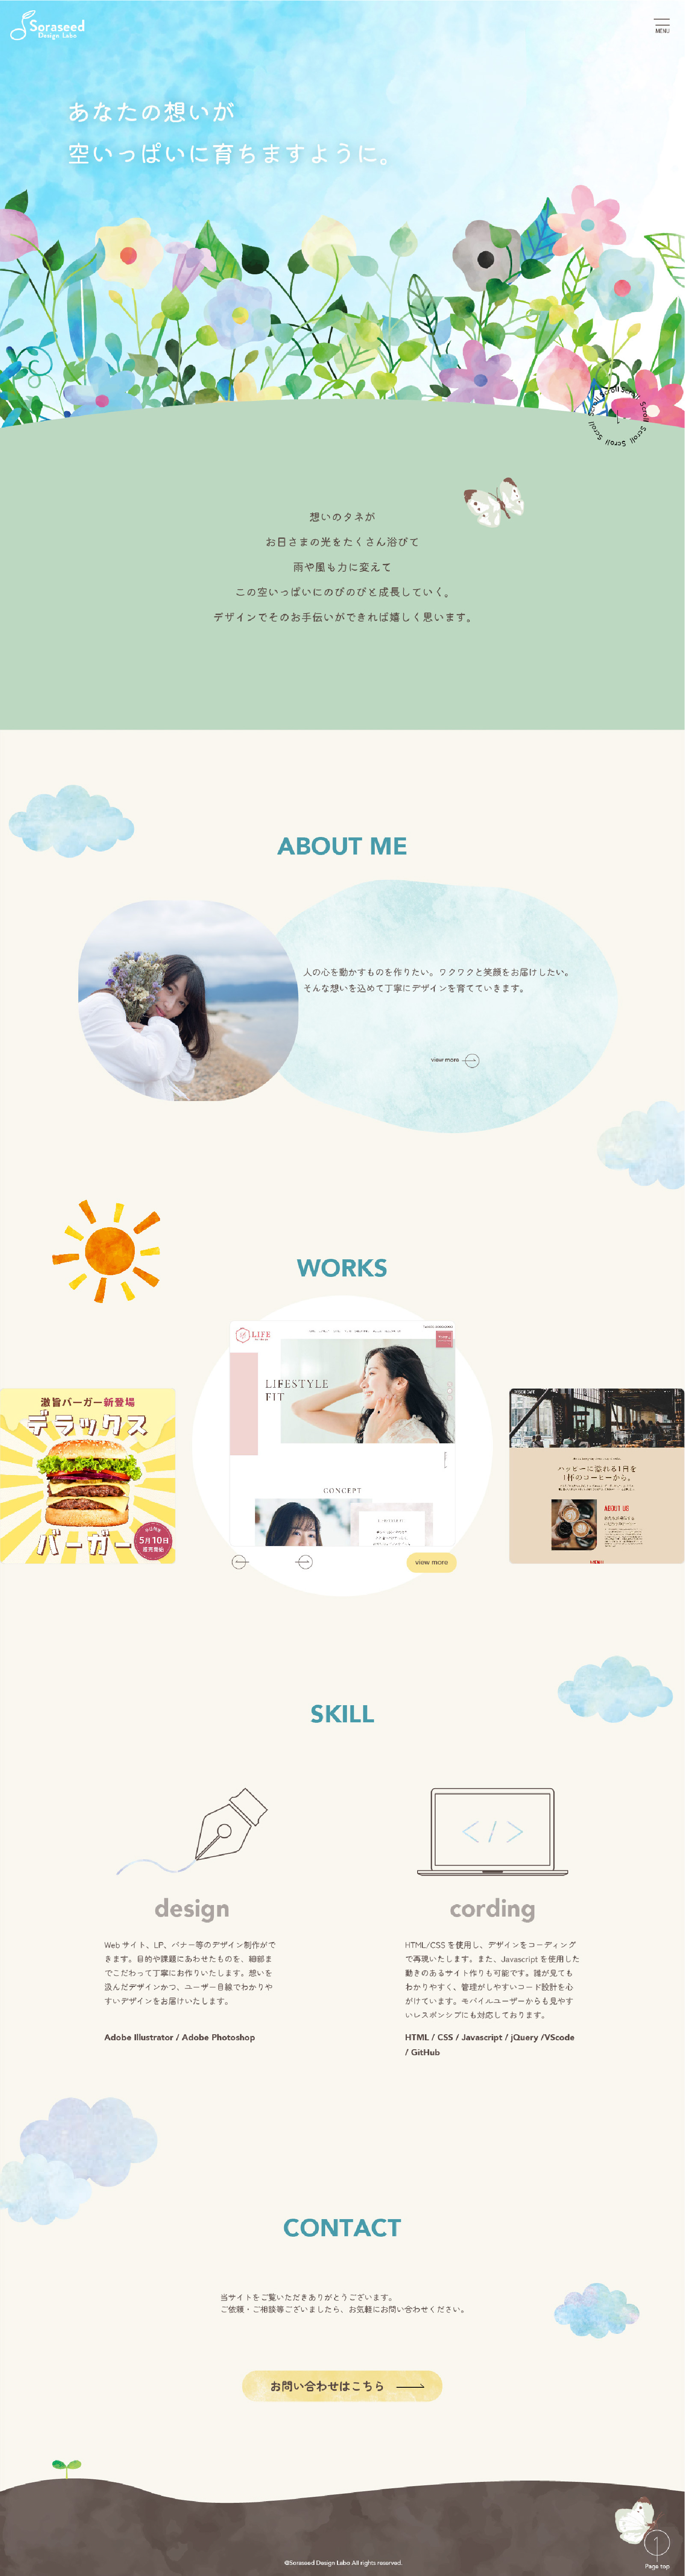 Soraseed
Design Labo
MENU
あなたの想いが
空いっぱいに育ちますように。
Scroll Scroll Scroll Scroll Scroll Scroll
想いのタネが
お日さまの光をたくさん浴びて
雨や風も力に変えて
この空いっぱいにのびのびと成長していく。
デザインでそのお手伝いができれば嬉しく思います。
ABOUT ME
人の心を動かすものを作りたい。ワクワクと笑顔をお届けしたい。
そんな想いを込めて丁寧にデザインを育てていきます。
view more
WORKS
激旨バーガー新登場
デラックス
バーガー
5月10日
販売開始
LIFE
LIFESTYLE
FIT
CONCEPT
view more
ハッピーに溢れる1日を
1杯のコーヒーから。
ABOUT US
MENU
SKILL
design
Webサイト、LP、バナー等のデザイン制作がで
きます。目的や課題にあわせたものを、細部ま
でこだわって丁寧にお作りいたします。想いを
汲んだデザインかつ、ユーザー目線でわかりや
すいデザインをお届けいたします。
Adobe Illustrator / Adobe Photoshop
</>
cording
HTML/CSSを使用し、デザインをコーディング
で再現いたします。また、Javascriptを使用した
動きのあるサイト作りも可能です。誰が見ても
わかりやすく、管理がしやすいコード設計を心
がけています。モバイルユーザーからも見やす
いレスポンシブにも対応しております。
HTML / CSS / Javascript / jQuery /VScode
/ GitHub
CONTACT
当サイトをご覧いただきありがとうございます。
ご依頼・ご相談等ございましたら、お気軽にお問い合わせください。
お問い合わせはこちら
@Soraseed Design Labo All rights reserved.
Page top